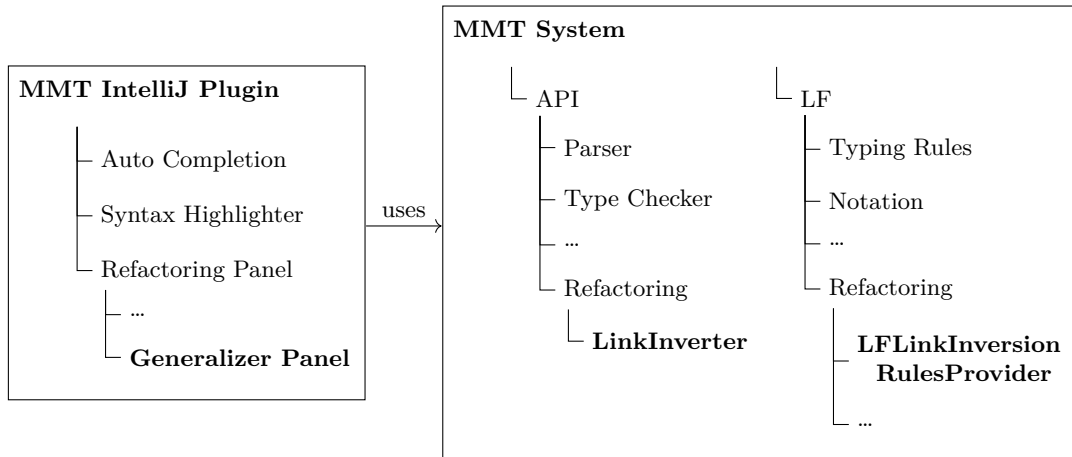 MMT IntelliJ Plugin
Auto Completion
Syntax Highlighter
Refactoring Panel
...
Generalizer Panel
uses
MMT System
API
Parser
Type Checker
...
Refactoring
LinkInverter
LF
Typing Rules
Notation
...
Refactoring
LFLinkInversion
RulesProvider
...